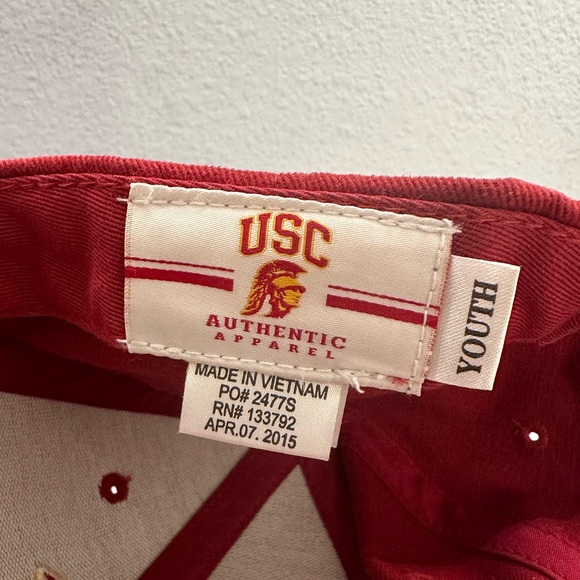 USC
AUTHENTIC
APPAREL
YOUTH
MADE IN VIETNAM
PO# 2477S
RN# 133792
APR.07. 2015